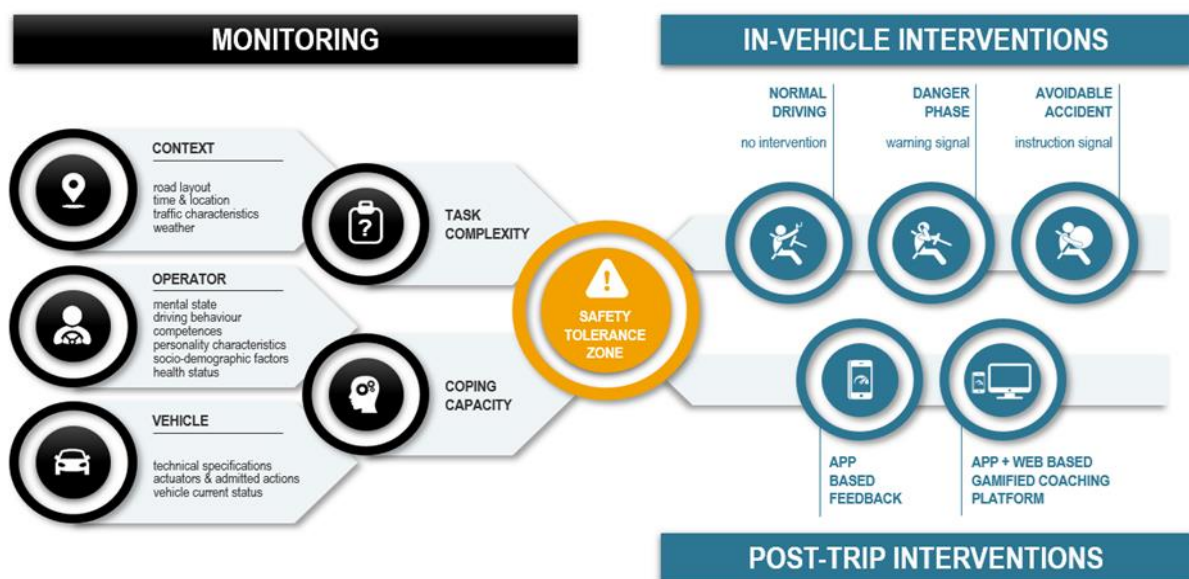 MONITORING
IN-VEHICLE INTERVENTIONS
NORMAL
DRIVING
no intervention
DANGER
PHASE
warning signal
AVOIDABLE
ACCIDENT
instruction signal
CONTEXT
road layout
time & location
traffic characteristics
weather
?
TASK
COMPLEXITY
OPERATOR
mental state
driving behaviour
competences
personality characteristics
socio-demographic factors
health status
!
SAFETY
TOLERANCE
ZONE
COPING
CAPACITY
VEHICLE
technical specifications
actuators & admitted actions
vehicle current status
APP
BASED
FEEDBACK
APP + WEB BASED
GAMIFIED COACHING
PLATFORM
POST-TRIP INTERVENTIONS